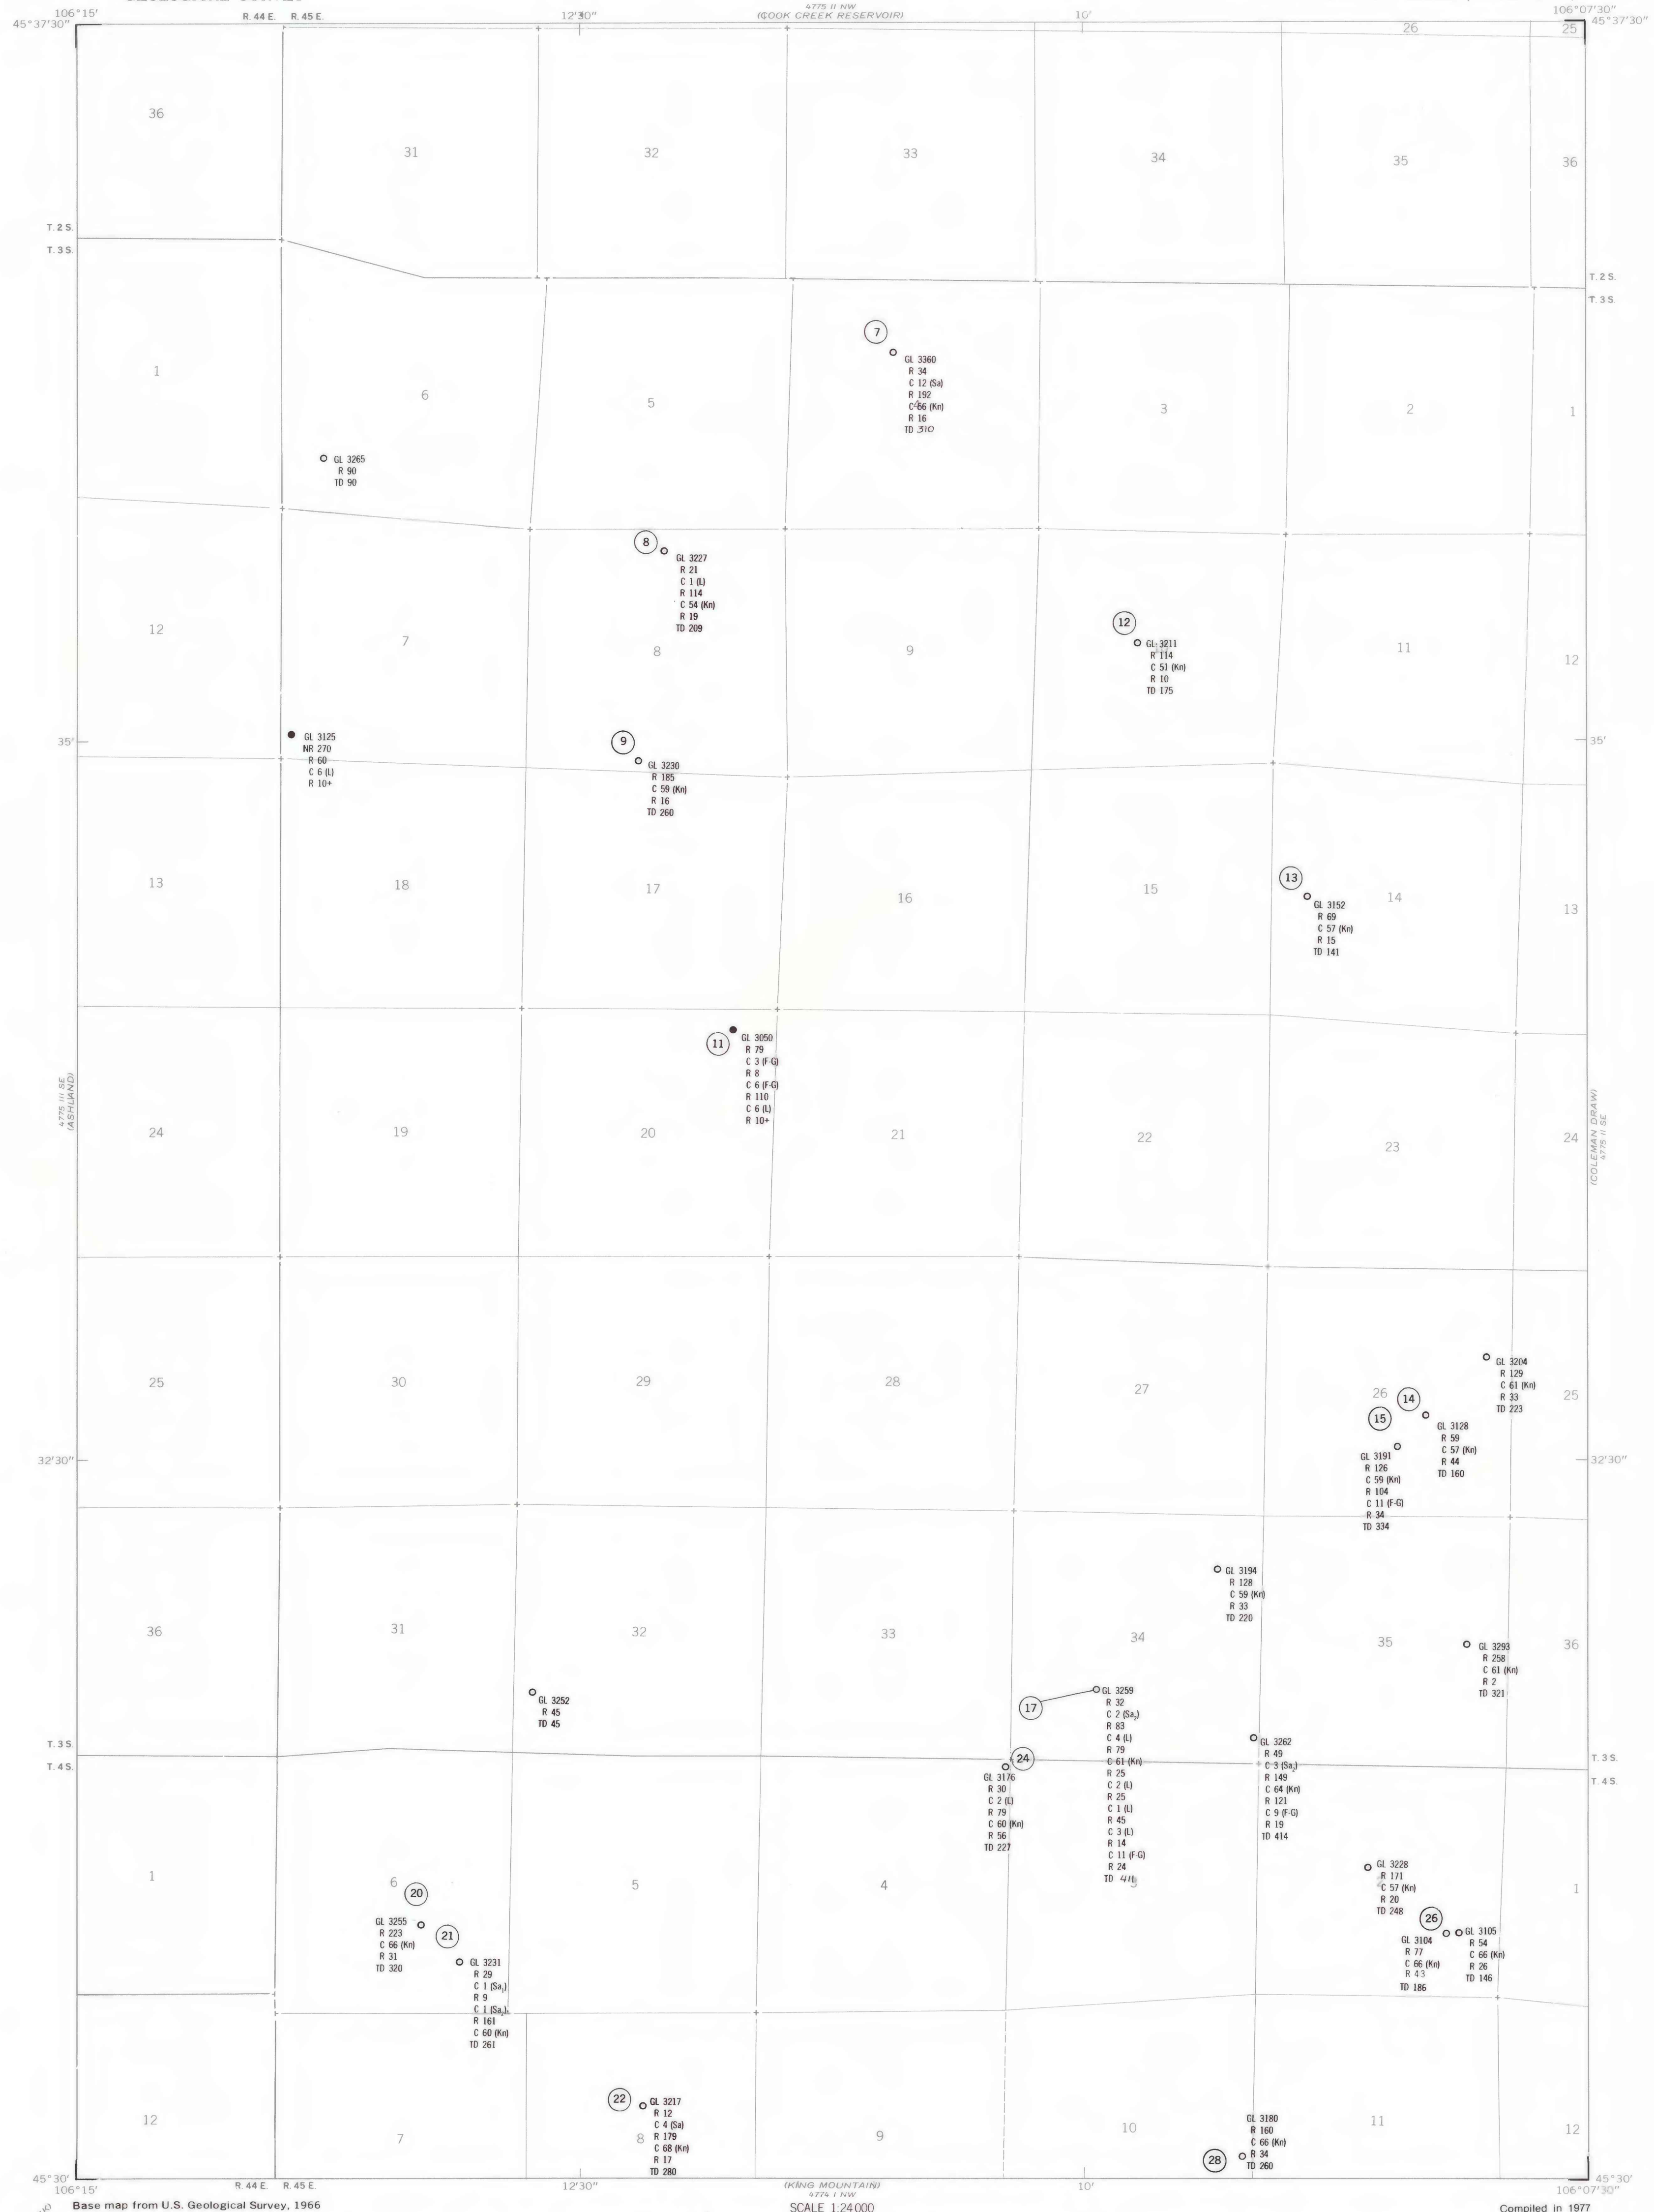 106°15'
R. 44 E. R. 45 E.
12'30"
4775 II NW
(COOK CREEK RESERVOIR)
10'
106°07'30"
45°37'30"
45°37'30"
26
25
36
31
32
33
34
35
36
T. 2 S.
T. 3 S.
T. 2 S.
T. 3 S.
7
GL 3360
R 34
C 12 (Sa)
R 192
C 66 (Kn)
R 16
TD 310
1
6
5
4
3
2
1
GL 3265
R 90
TD 90
8
GL 3227
R 21
C 1 (L)
R 114
C 54 (Kn)
R 19
TD 209
12
GL 3211
R 114
C 51 (Kn)
R 10
TD 175
12
7
8
9
11
12
35'
35'
GL 3125
NR 270
R 60
C 6 (L)
R 10+
9
GL 3230
R 185
C 59 (Kn)
R 16
TD 260
13
GL 3152
R 69
C 57 (Kn)
R 15
TD 141
13
18
17
16
15
14
13
11
GL 3050
R 79
C 3 (F-G)
R 8
C 6 (F-G)
R 110
C 6 (L)
R 10+
4775 III SE
(ASHLAND)
(COLEMAN DRAW)
4775 II SE
24
19
20
21
22
23
24
GL 3204
R 129
C 61 (Kn)
R 33
TD 223
25
30
29
28
27
26
25
14
GL 3128
R 59
C 57 (Kn)
R 44
TD 160
15
GL 3191
R 126
C 59 (Kn)
R 104
C 11 (F-G)
R 34
TD 334
32'30"
32'30"
GL 3194
R 128
C 59 (Kn)
R 33
TD 220
36
31
32
33
34
35
36
GL 3293
R 258
C 61 (Kn)
R 2
TD 321
GL 3252
R 45
TD 45
17
GL 3259
R 32
C 2 (Sa₂)
R 83
C 4 (L)
R 79
C 61 (Kn)
R 25
C 2 (L)
R 25
C 1 (L)
R 45
C 3 (L)
R 14
C 11 (F-G)
R 24
TD 411
GL 3262
R 49
C 3 (Sa₂)
R 149
C 64 (Kn)
R 121
C 9 (F-G)
R 19
TD 414
T. 3 S.
T. 4 S.
T. 3 S.
T. 4 S.
24
GL 3176
R 30
C 2 (L)
R 79
C 60 (Kn)
R 56
TD 227
GL 3228
R 171
C 57 (Kn)
R 20
TD 248
1
6
5
4
3
2
1
20
GL 3255
R 223
C 66 (Kn)
R 31
TD 320
21
GL 3231
R 29
C 1 (Sa₁)
R 9
C 1 (Sa₂)
R 161
C 60 (Kn)
TD 261
26
GL 3104
R 77
C 66 (Kn)
R 43
TD 186
GL 3105
R 54
C 66 (Kn)
R 26
TD 146
22
GL 3217
R 12
C 4 (Sa)
R 179
C 68 (Kn)
R 17
TD 280
12
7
8
9
10
11
12
28
GL 3180
R 160
C 66 (Kn)
R 34
TD 260
45°30'
45°30'
106°15'
R. 44 E. R. 45 E.
12'30"
(KING MOUNTAIN)
4774 I NW
10'
106°07'30"
Base map from U.S. Geological Survey, 1966
SCALE 1:24 000
Compiled in 1977